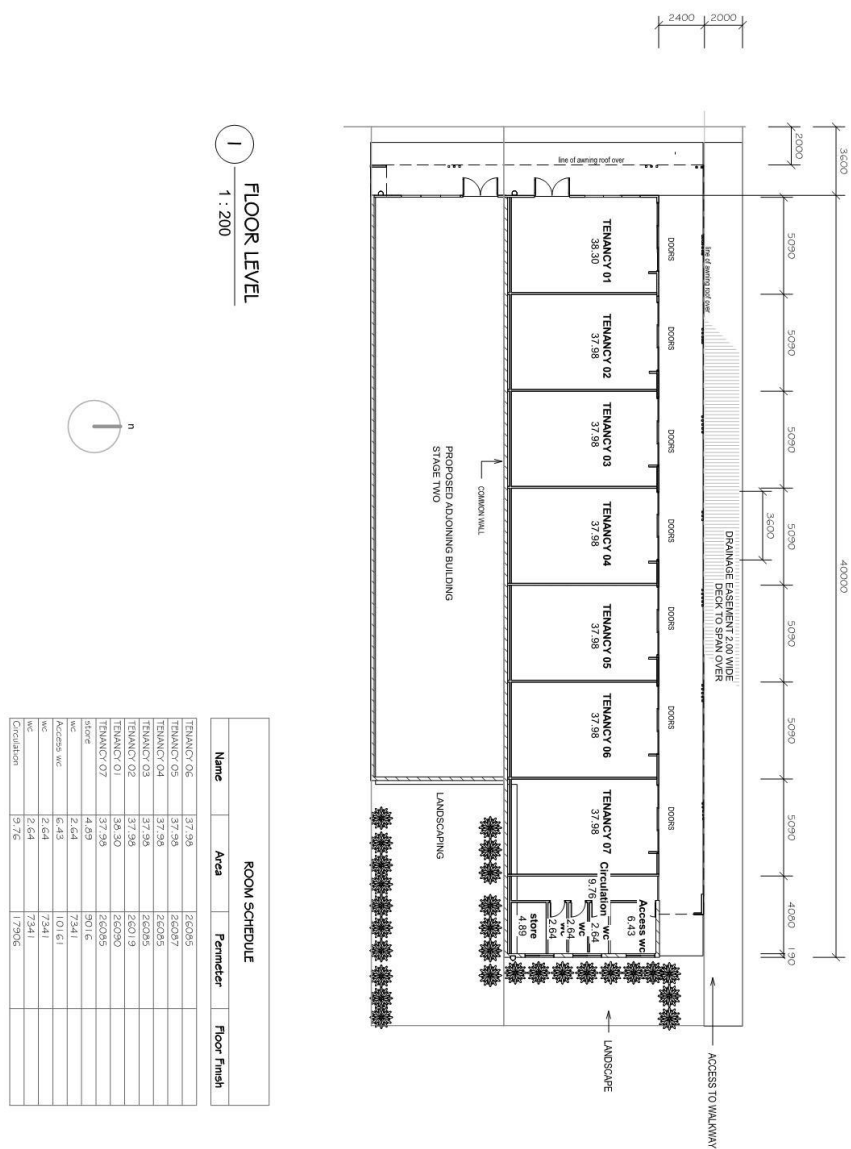 2400
2000
3600
2000
40000
5090
5090
5090
5090
5090
5090
5090
4080
190
3600
line of awning roof over
line of awning roof over
DRAINAGE EASEMENT 2.00 WIDE
DECK TO SPAN OVER
DOORS
DOORS
DOORS
DOORS
DOORS
DOORS
DOORS
TENANCY 01
38.30
TENANCY 02
37.98
TENANCY 03
37.98
TENANCY 04
37.98
TENANCY 05
37.98
TENANCY 06
37.98
TENANCY 07
37.98
Circulation
9.76
Access wc
6.43
wc
2.64
wc
2.64
wc
2.64
store
4.89
COMMON WALL
PROPOSED ADJOINING BUILDING
STAGE TWO
LANDSCAPING
LANDSCAPE
ACCESS TO WALKWAY
1
FLOOR LEVEL
1 : 200
n
ROOM SCHEDULE
Name Area Perimeter Floor Finish
TENANCY 06 37.98 26085
TENANCY 05 37.98 26087
TENANCY 04 37.98 26085
TENANCY 03 37.98 26085
TENANCY 02 37.98 26019
TENANCY 01 38.30 26090
TENANCY 07 37.98 26085
store 4.89 9016
wc 2.64 7341
Access wc 6.43 10161
wc 2.64 7341
wc 2.64 7341
Circulation 9.76 17906